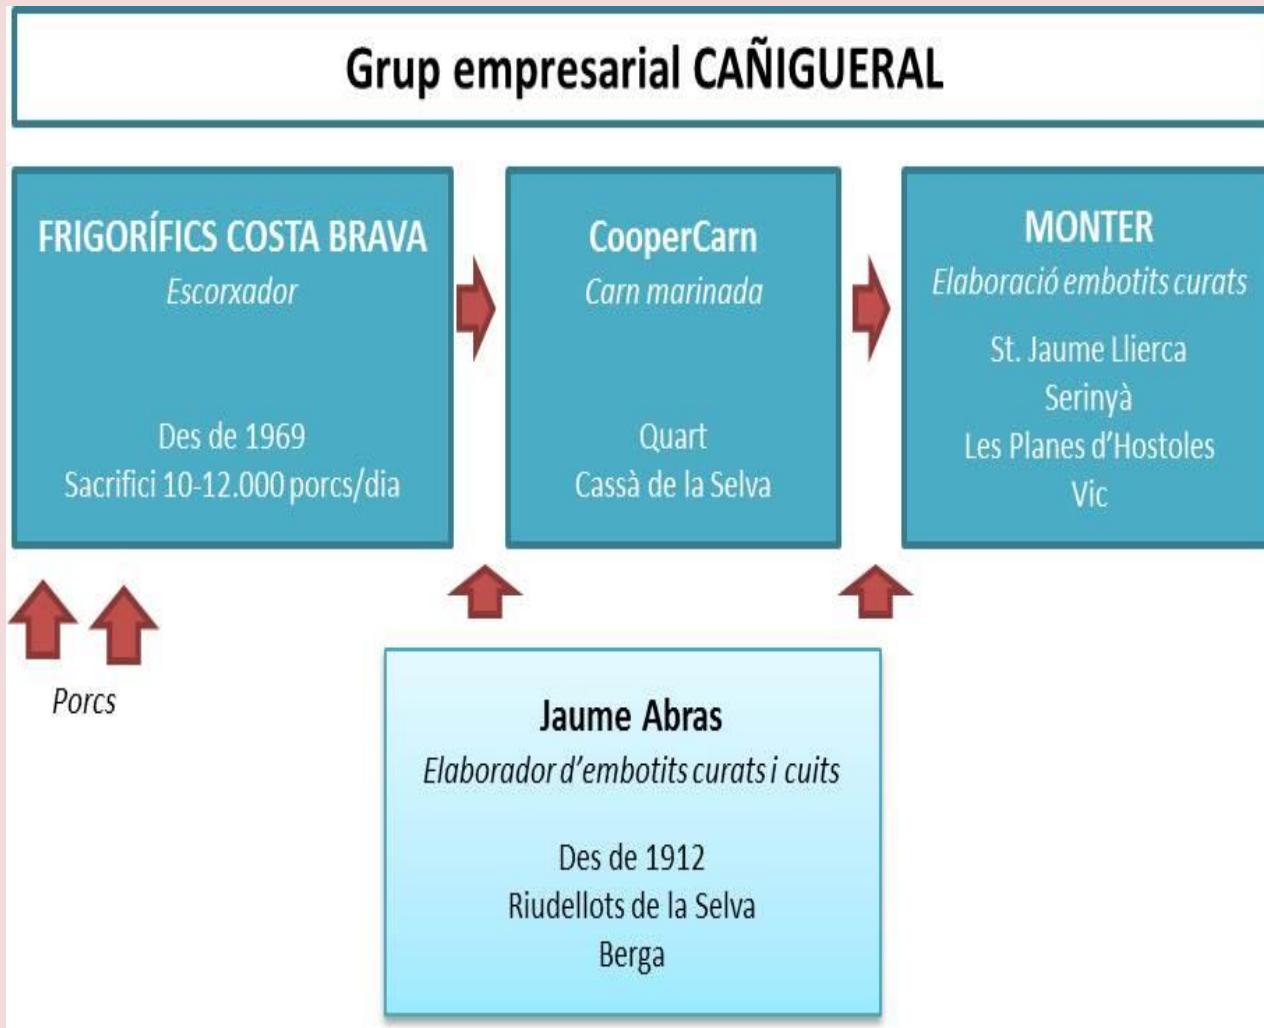 Grup empresarial CAÑIGUERAL
FRIGORÍFICS COSTA BRAVA
Escorxador
Des de 1969
Sacrifici 10-12.000 porcs/dia
CooperCarn
Carn marinada
Quart
Cassà de la Selva
MONTER
Elaboració embotits curats
St. Jaume Llierca
Serinyà
Les Planes d'Hostoles
Vic
Porcs
Jaume Abras
Elaborador d'embotits curats i cuits
Des de 1912
Riudellots de la Selva
Berga